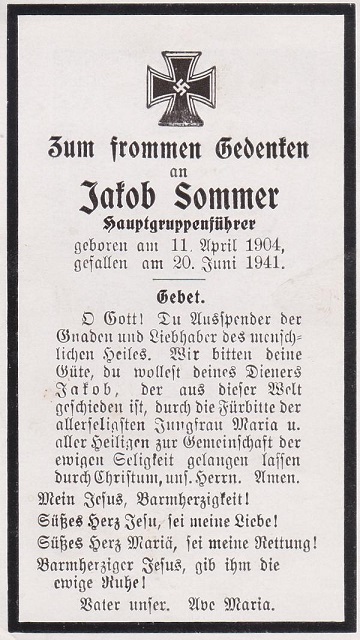 Zum frommen Gedenken
an
Jakob Sommer
Hauptgruppenführer
geboren am 11. April 1904,
gefallen am 20. Juni 1941.
Gebet.
O Gott! Du Ausspender der
Gnaden und Liebhaber des mensch-
lichen Heiles. Wir bitten deine
Güte, du wollest deines Dieners
Jakob, der aus dieser Welt
geschieden ist, durch die Fürbitte der
allerseligsten Jungfrau Maria u.
aller Heiligen zur Gemeinschaft der
ewigen Seligkeit gelangen lassen
durch Christum, uns. Herrn. Amen.
Mein Jesus, Barmherzigkeit!
Süßes Herz Jesu, sei meine Liebe!
Süßes Herz Mariä, sei meine Rettung!
Barmherziger Jesus, gib ihm die
ewige Ruhe!
Vater unser. Ave Maria.